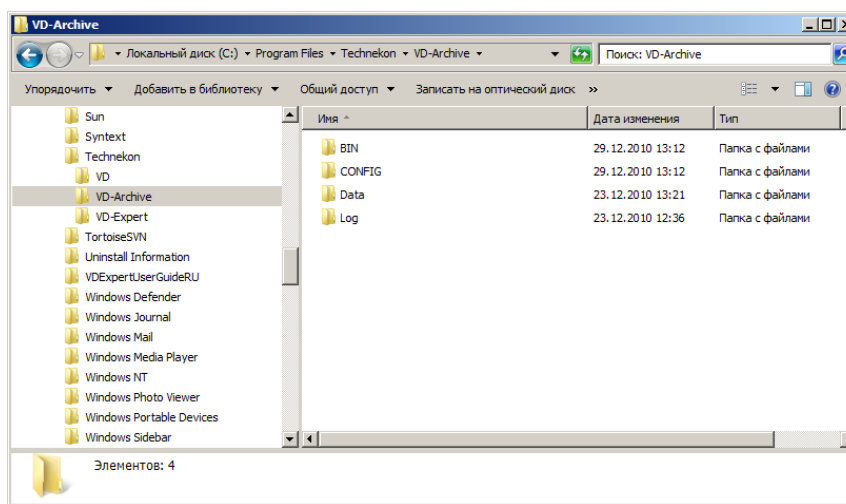 VD-Archive
Локальный диск (C:) Program Files Technekon VD-Archive Поиск: VD-Archive
Упорядочить Добавить в библиотеку Общий доступ Записать на оптический диск »
Sun
Syntext
Technekon
VD
VD-Archive
VD-Expert
TortoiseSVN
Uninstall Information
VDExpertUserGuideRU
Windows Defender
Windows Journal
Windows Mail
Windows Media Player
Windows NT
Windows Photo Viewer
Windows Portable Devices
Windows Sidebar
Имя Дата изменения Тип
BIN 29.12.2010 13:12 Папка с файлами
CONFIG 29.12.2010 13:12 Папка с файлами
Data 23.12.2010 13:21 Папка с файлами
Log 23.12.2010 12:36 Папка с файлами
Элементов: 4